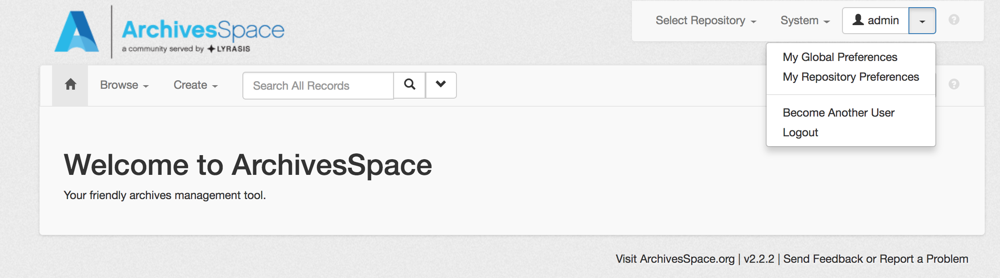 ArchivesSpace
a community served by LYRASIS
Select Repository
System
admin
My Global Preferences
My Repository Preferences
Become Another User
Logout
Browse
Create
Search All Records
Welcome to ArchivesSpace
Your friendly archives management tool.
Visit ArchivesSpace.org | v2.2.2 | Send Feedback or Report a Problem